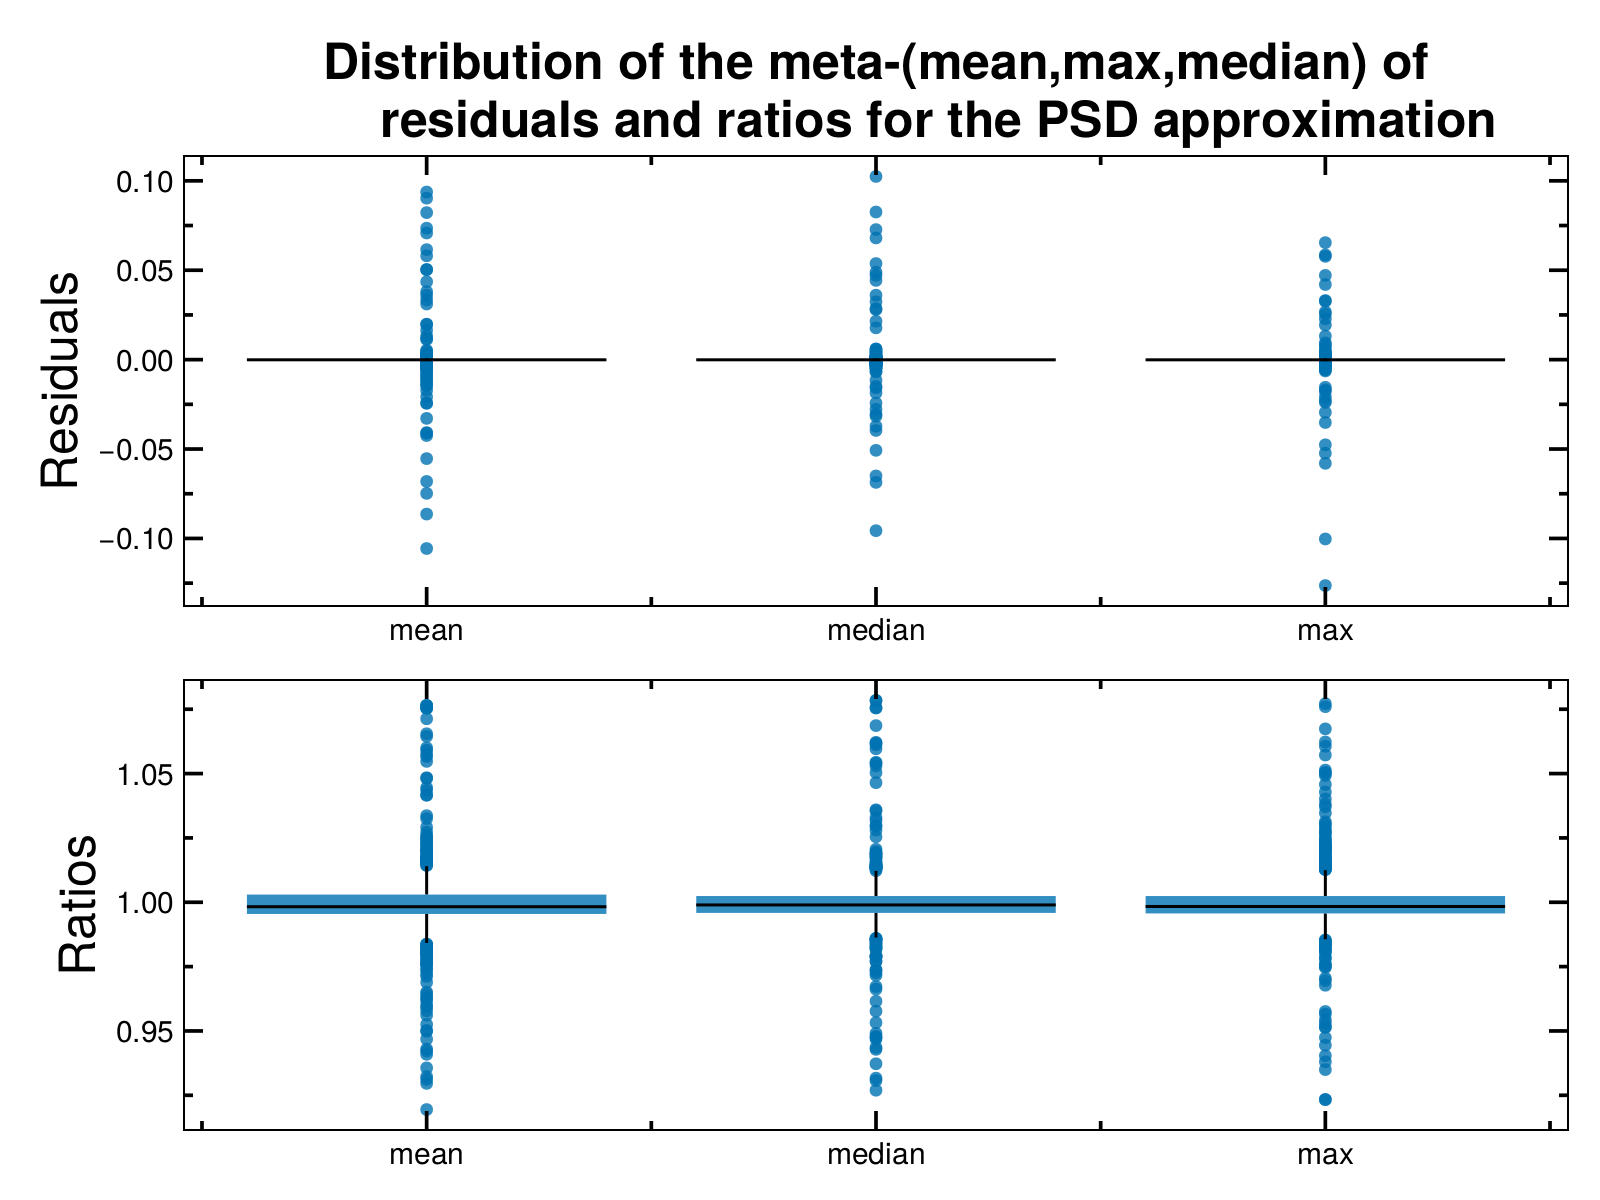 Distribution of the meta-(mean,max,median) of
residuals and ratios for the PSD approximation
Residuals
0.10
0.05
0.00
−0.05
−0.10
mean median max
Ratios
1.05
1.00
0.95
mean median max